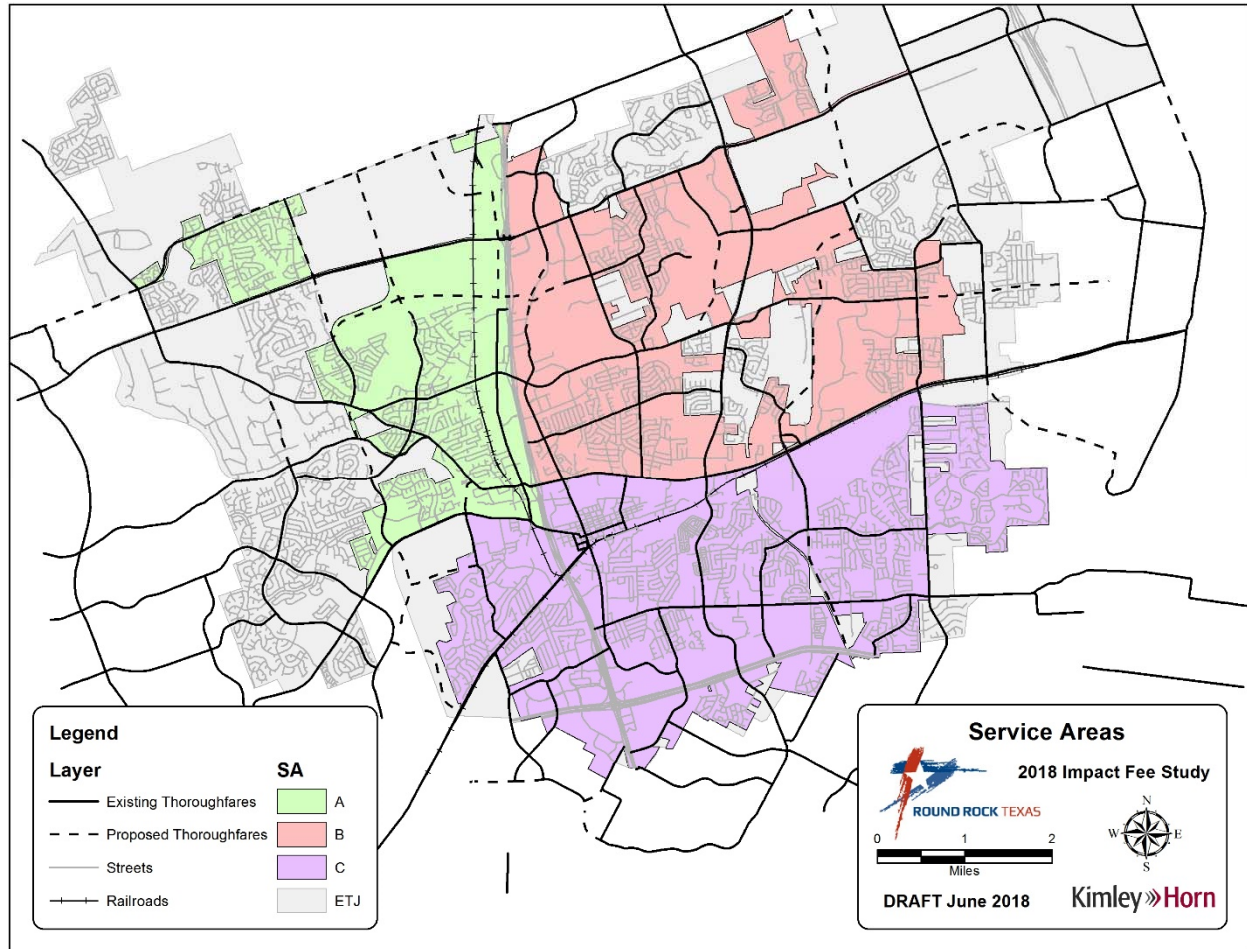 Legend
Layer
SA
Existing Thoroughfares
A
Proposed Thoroughfares
B
Streets
C
Railroads
ETJ
Service Areas
2018 Impact Fee Study
ROUND ROCK TEXAS
N
W E
S
0 1 2
Miles
DRAFT June 2018
Kimley»Horn